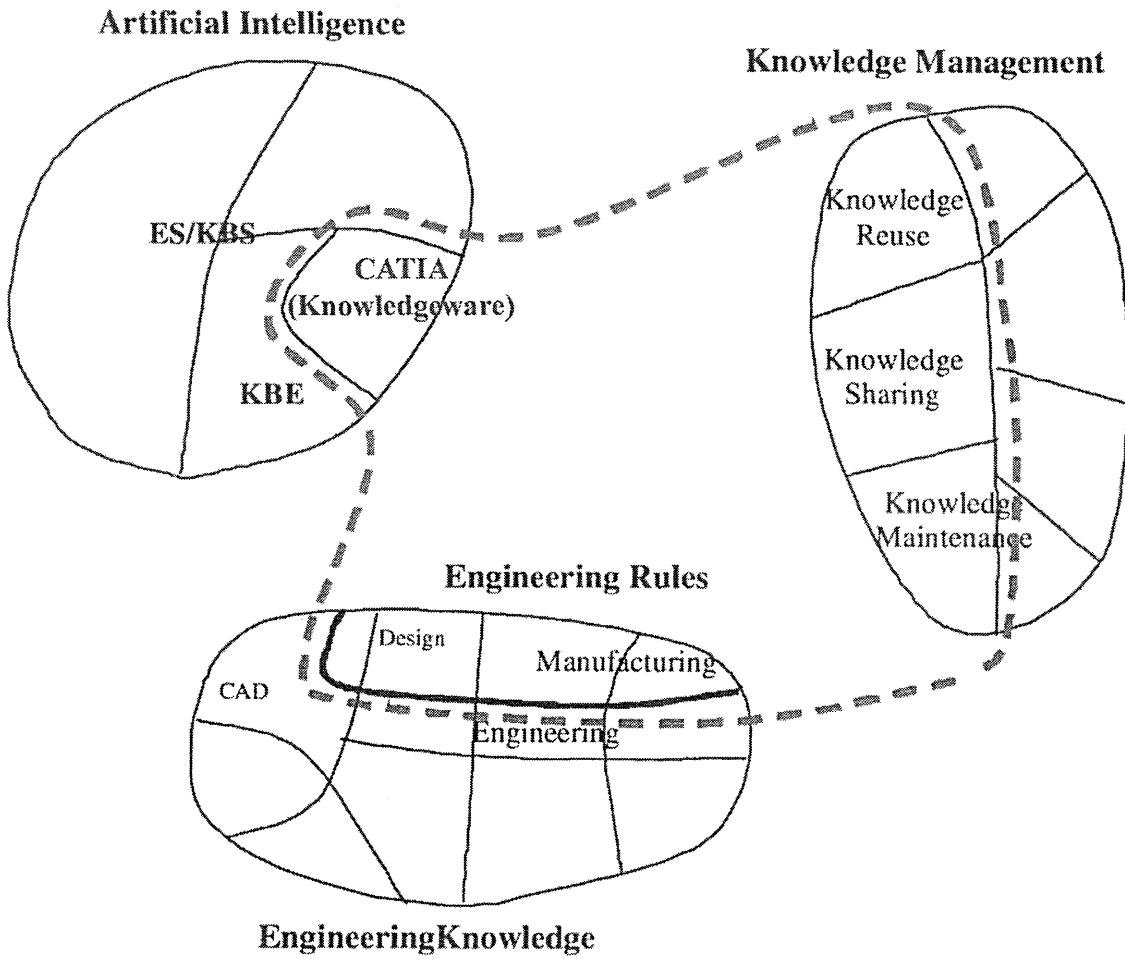 Artificial Intelligence
Knowledge Management
Knowledge
Reuse
ES/KBS
CATIA
(Knowledgeware)
Knowledge
Sharing
KBE
Knowledge
Maintenance
Engineering Rules
Design
Manufacturing
CAD
Engineering
EngineeringKnowledge